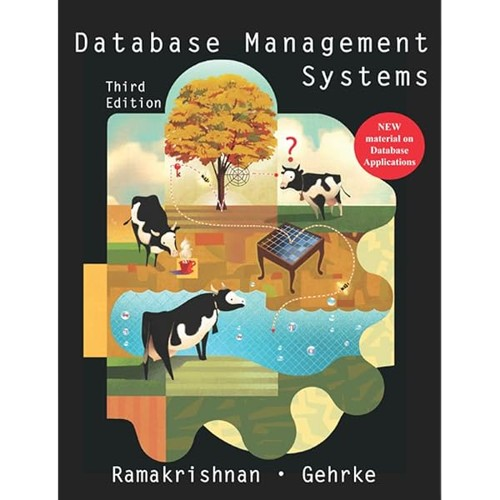 Database Management
Systems
Third
Edition
NEW
material on
Database
Applications
?
Ramakrishnan • Gehrke